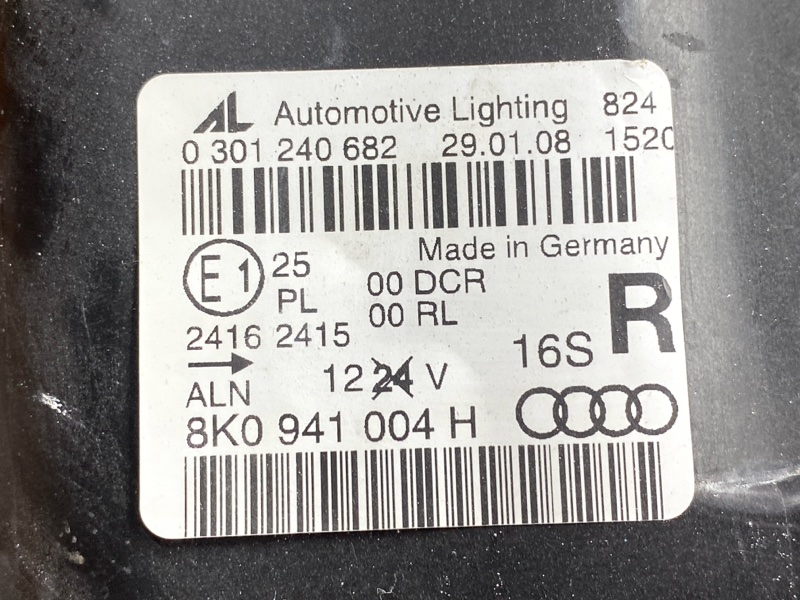 AL Automotive Lighting 824
0 301 240 682 29.01.08 1520
Made in Germany
E1 25 00 DCR R
PL 00 RL
2416 2415 16S
ALN 12 24 V
8K0 941 004 H